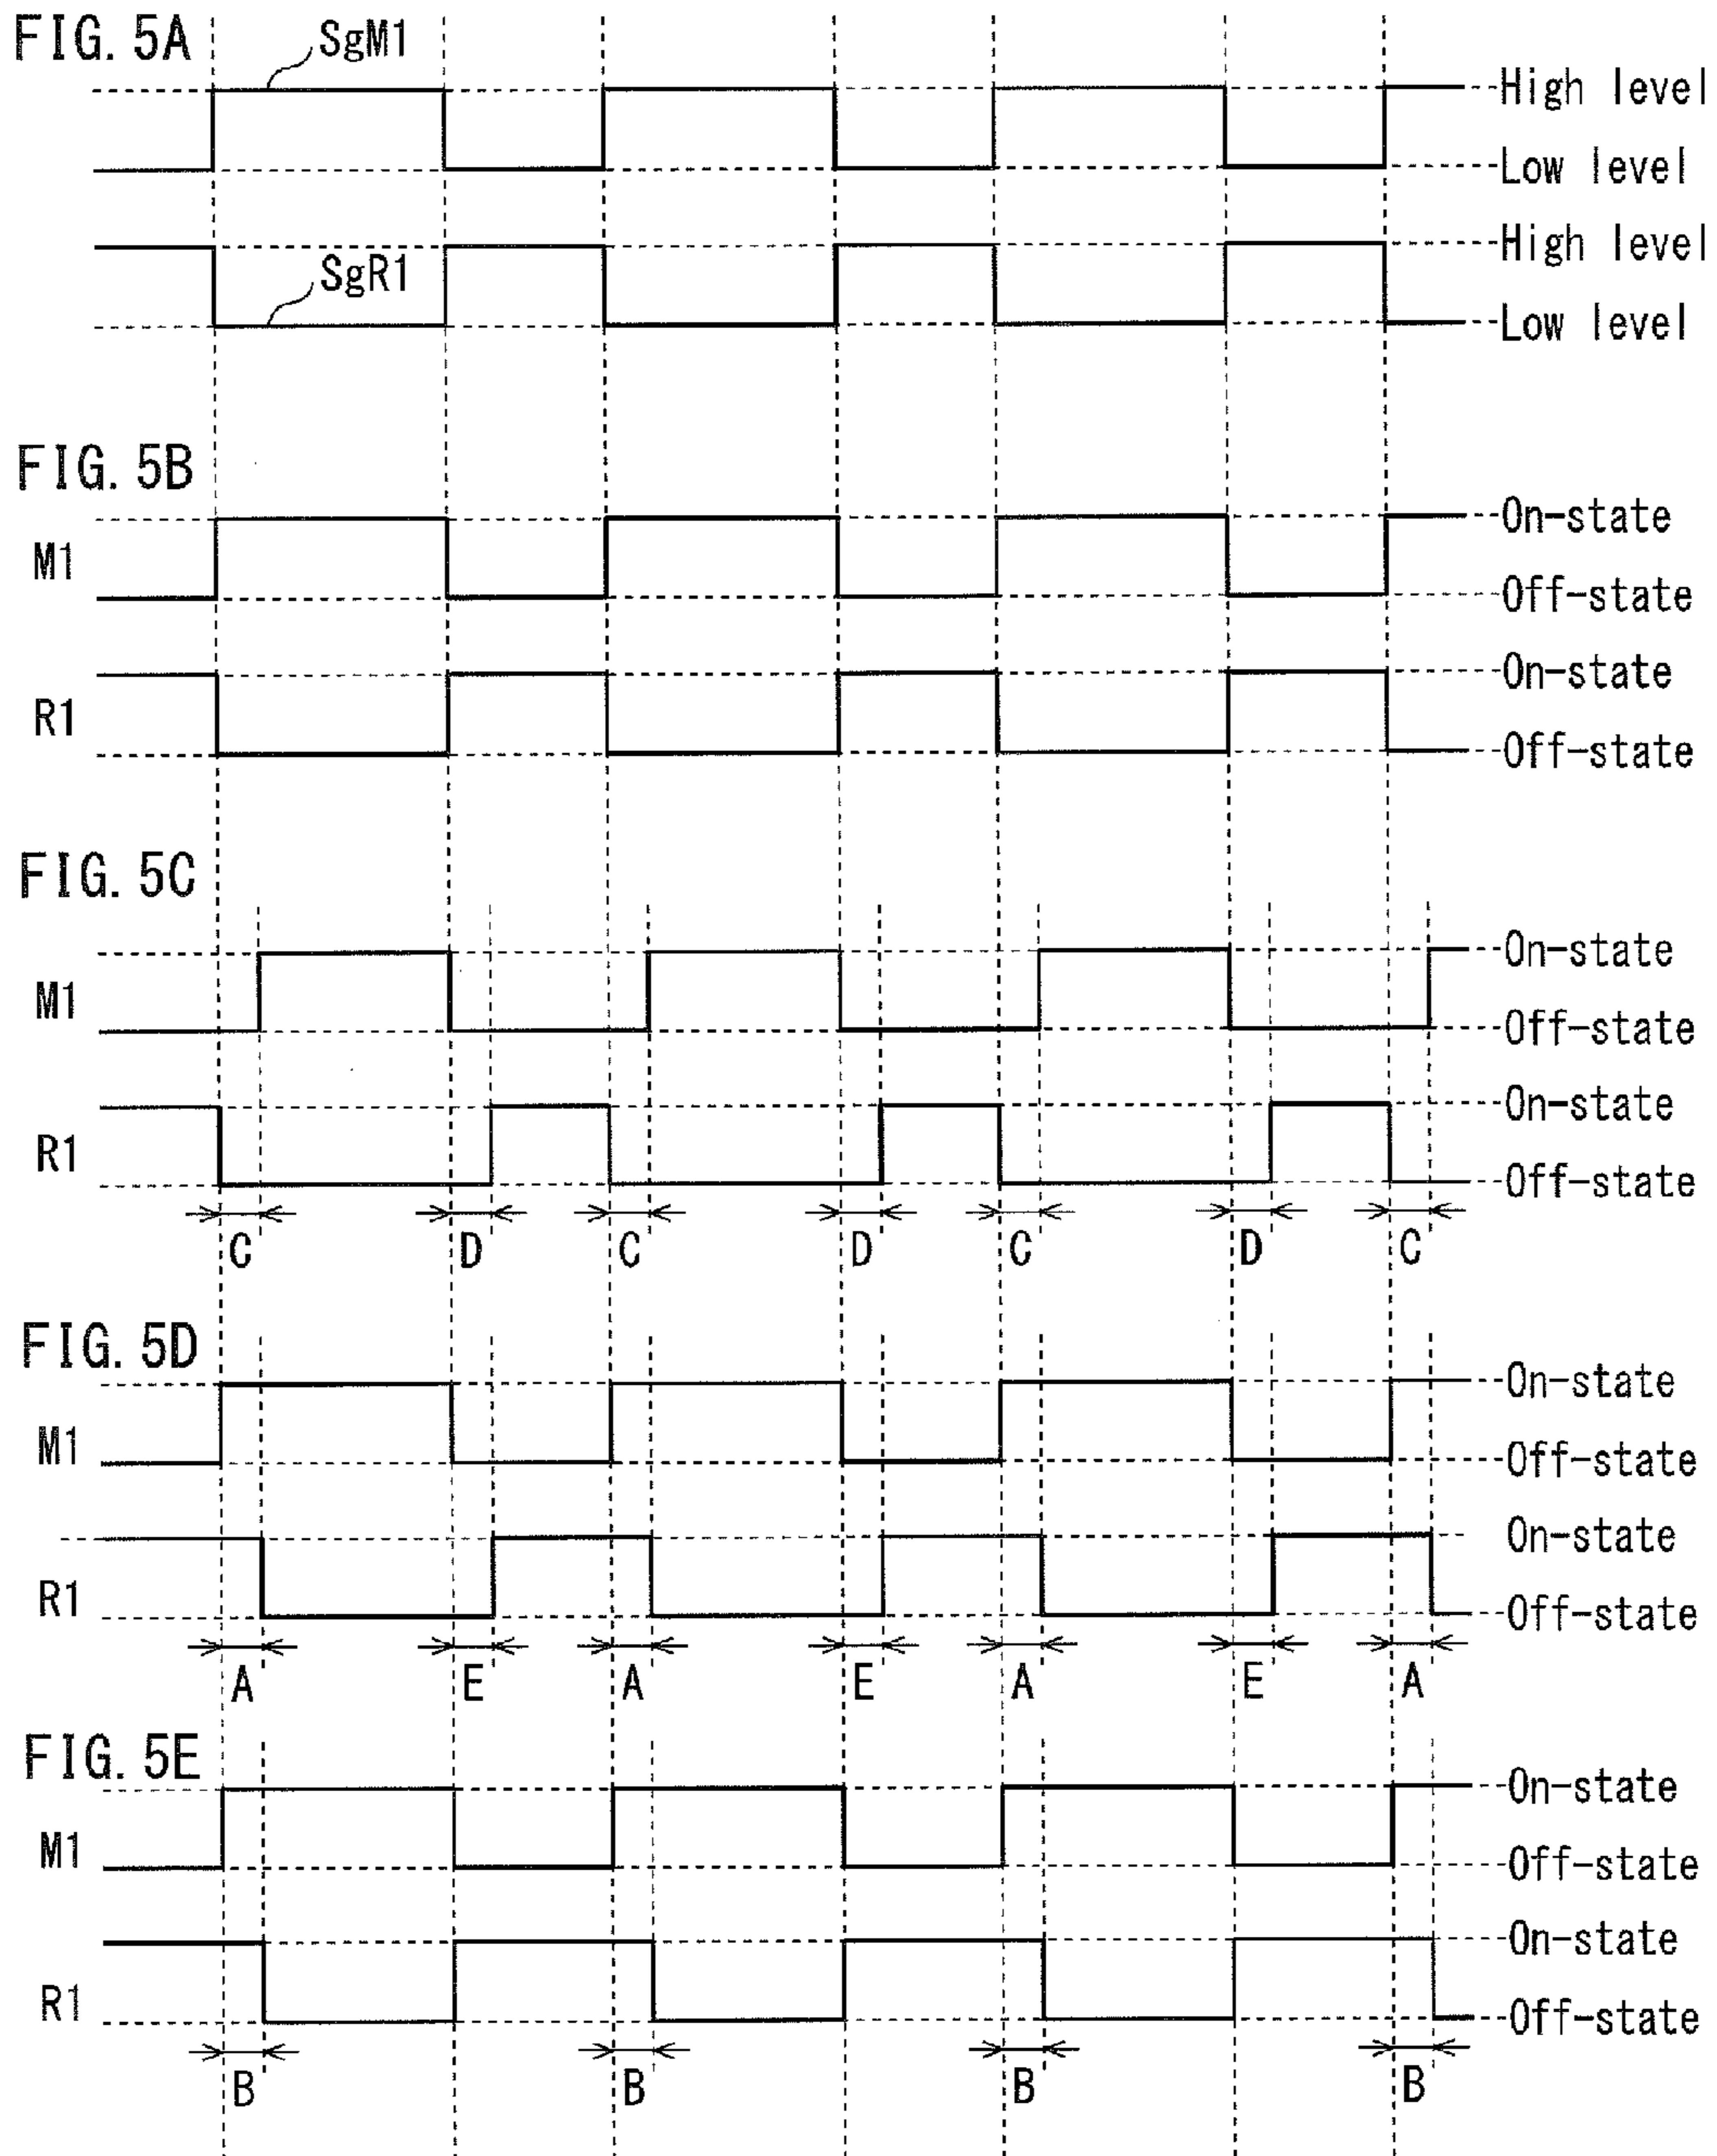 FIG. 5A
SgM1
High level
Low level
SgR1
High level
Low level
FIG. 5B
M1
On-state
Off-state
R1
On-state
Off-state
FIG. 5C
M1
On-state
Off-state
R1
On-state
Off-state
C D C D C D C
FIG. 5D
M1
On-state
Off-state
R1
On-state
Off-state
A E A E A E A
FIG. 5E
M1
On-state
Off-state
R1
On-state
Off-state
B B B B